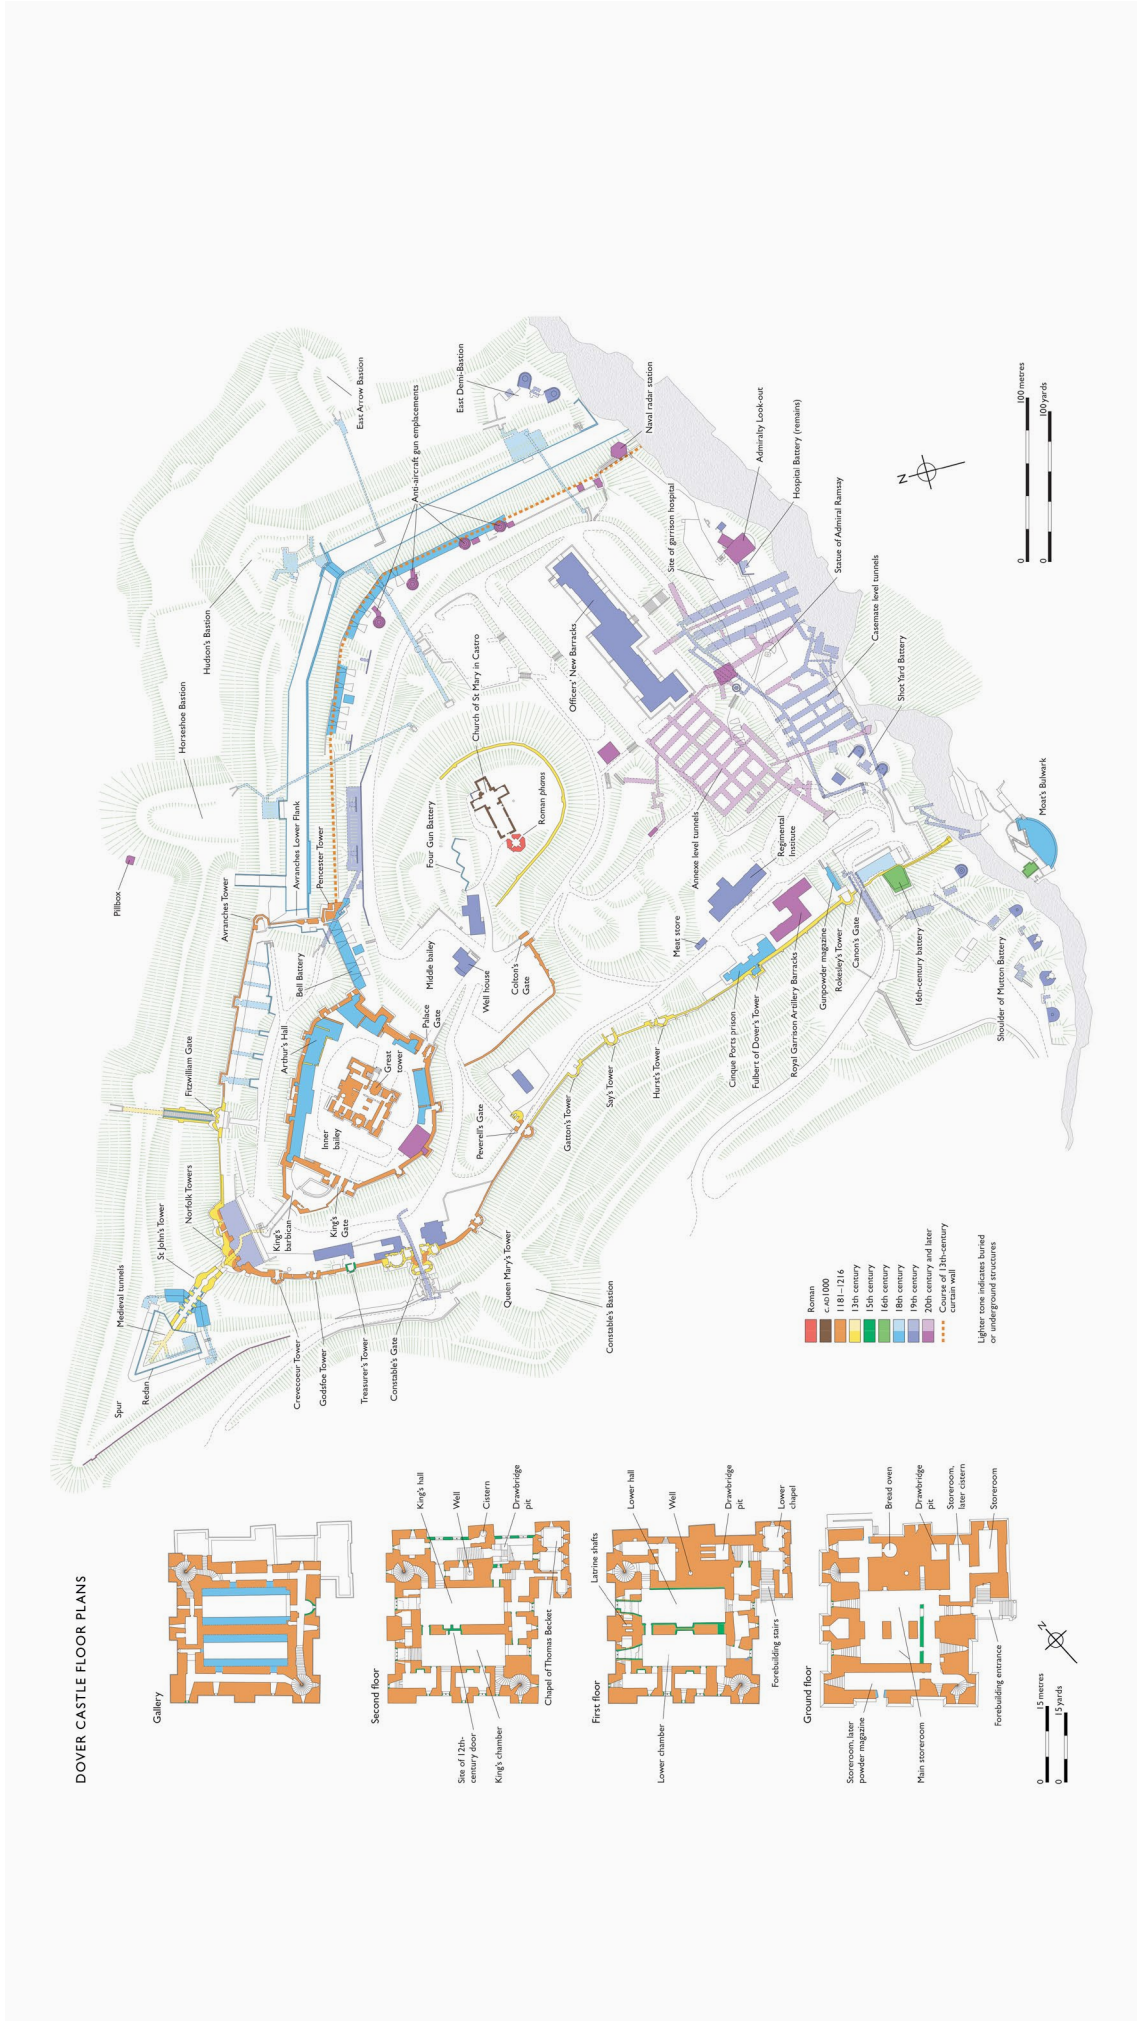 DOVER CASTLE FLOOR PLANS
Gallery
Second floor
King's hall
Well
Cistern
Drawbridge
pit
Site of 12th-
century door
King's chamber
Chapel of Thomas Becket
First floor
Latrine shafts
Lower hall
Well
Drawbridge
pit
Lower
chapel
Lower chamber
Forebuilding stairs
Ground floor
Bread oven
Drawbridge
pit
Storeroom,
later cistern
Storeroom
Storeroom, later
powder magazine
Main storeroom
Forebuilding entrance
N
0
15 metres
0
15 yards
Spur
Redan
Medieval tunnels
St John's Tower
Norfolk Towers
Fitzwilliam Gate
Avranches Tower
Pillbox
Horseshoe Bastion
Hudson's Bastion
East Arrow Bastion
Avranches Lower Flank
Pencester Tower
Bell Battery
Arthur's Hall
Inner
bailey
Great
tower
Palace
Gate
King's
barbican
King's
Gate
Crevecoeur Tower
Godsfoe Tower
Treasurer's Tower
Constable's Gate
Queen Mary's Tower
Constable's Bastion
Peverell's Gate
Gatton's Tower
Say's Tower
Hurst's Tower
Middle bailey
Well house
Colton's
Gate
Four Gun Battery
Church of St Mary in Castro
Roman pharos
Anti-aircraft gun emplacements
East Demi-Bastion
Naval radar station
Officers' New Barracks
Site of garrison hospital
Admiralty Look-out
Hospital Battery (remains)
Statue of Admiral Ramsay
Casemate level tunnels
Shot Yard Battery
Annexe level tunnels
Regimental
Institute
Meat store
Cinque Ports prison
Fulbert of Dover's Tower
Royal Garrison Artillery Barracks
Gunpowder magazine
Rokesley's Tower
Canon's Gate
16th-century battery
Shoulder of Mutton Battery
Moat's Bulwark
Roman
c. AD1000
1181–1216
13th century
15th century
16th century
18th century
19th century
20th century and later
Course of 13th-century
curtain wall
Lighter tone indicates buried
or underground structures
N
0
100 metres
0
100 yards